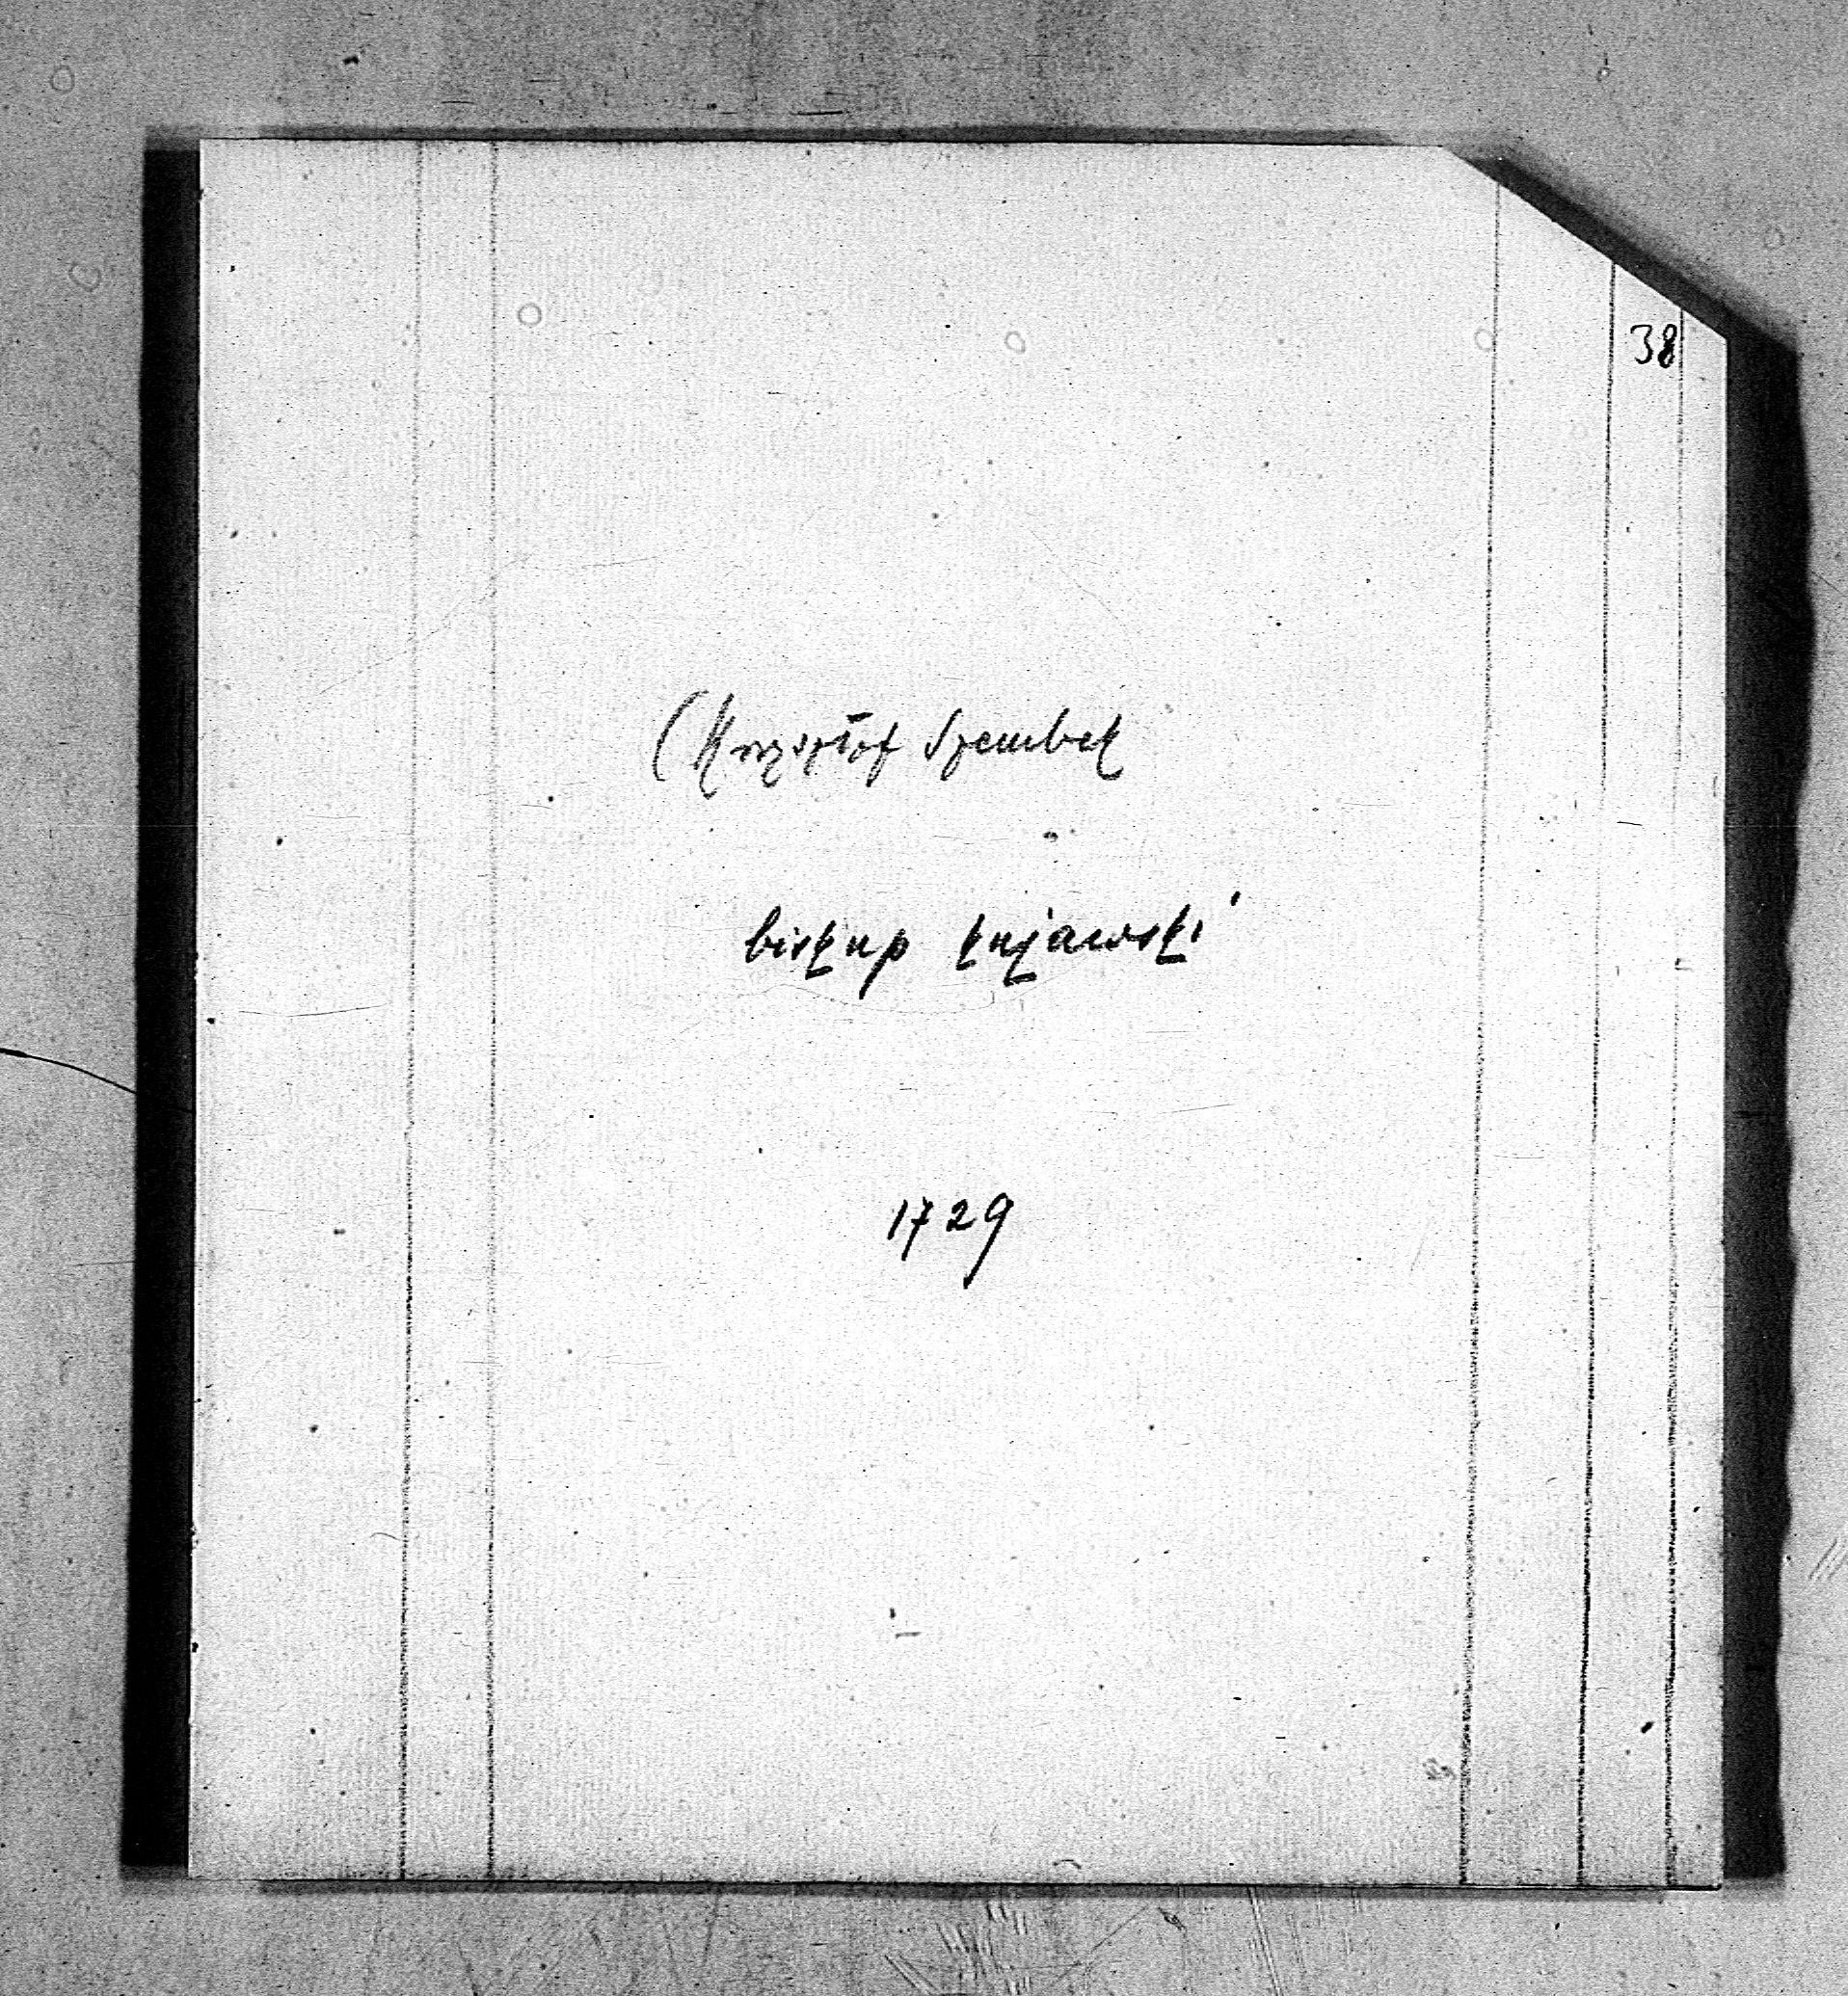 38
(Krzysztof Szembek
biskup kujawski
1729